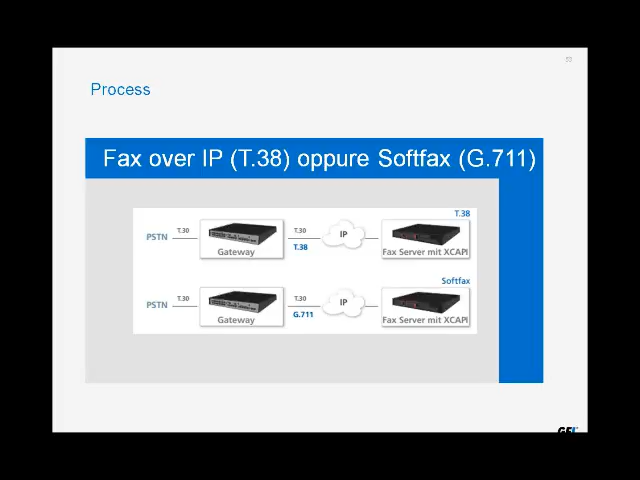 Process
Fax over IP (T.38) oppure Softfax (G.711)
T.38
PSTN T.30 T.30 IP
T.38
Gateway Fax Server mit XCAPI
Softfax
PSTN T.30 T.30 IP
G.711
Gateway Fax Server mit XCAPI
GFI